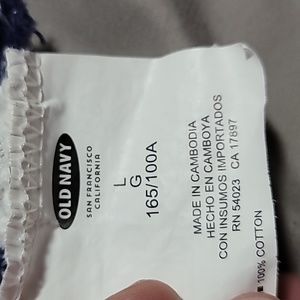 OLD NAVY
SAN FRANCISCO
CALIFORNIA
L
G
165/100A
MADE IN CAMBODIA
HECHO EN CAMBOYA
CON INSUMOS IMPORTADOS
RN 54023 CA 17897
100% COTTON